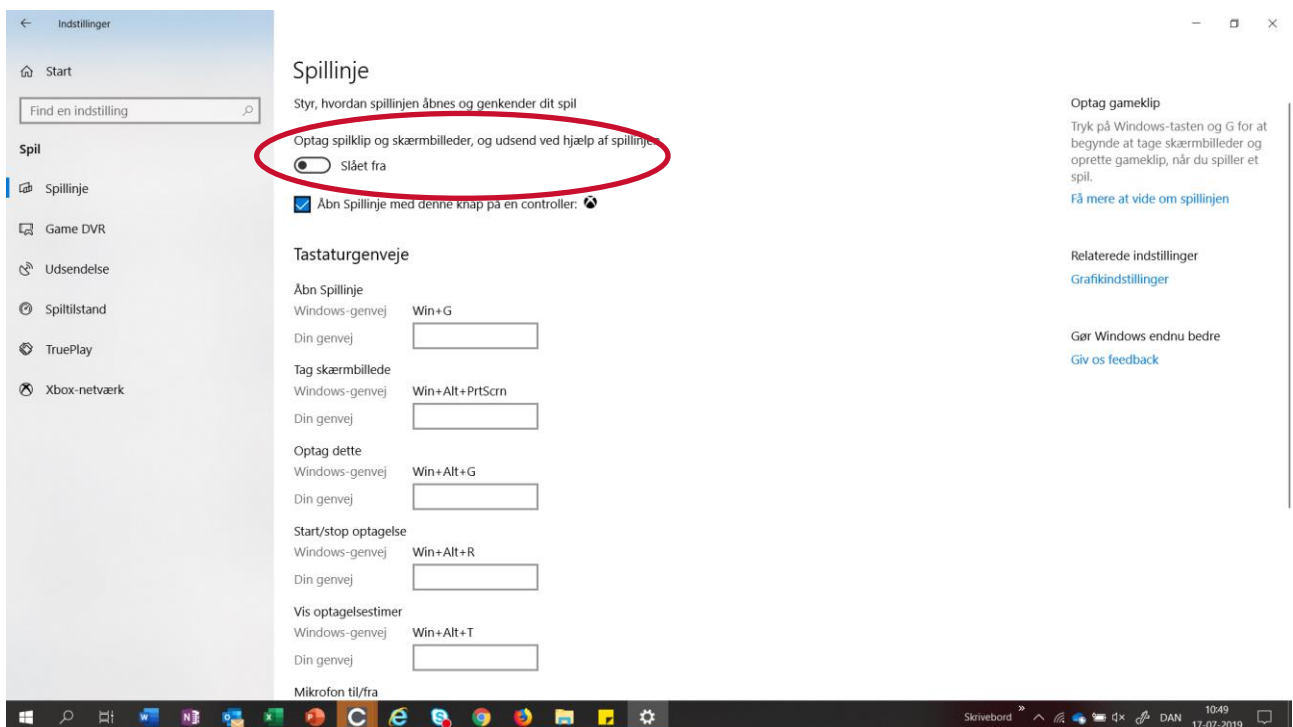 Indstillinger
Start
Find en indstilling
Spil
Spillinje
Game DVR
Udsendelse
Spiltilstand
TruePlay
Xbox-netværk
Spillinje
Styr, hvordan spillinjen åbnes og genkender dit spil
Optag spilklip og skærmbilleder, og udsend ved hjælp af spillinjen
Slået fra
Åbn Spillinje med denne knap på en controller:
Tastaturgenveje
Åbn Spillinje
Windows-genvej Win+G
Din genvej
Tag skærmbillede
Windows-genvej Win+Alt+PrtScrn
Din genvej
Optag dette
Windows-genvej Win+Alt+G
Din genvej
Start/stop optagelse
Windows-genvej Win+Alt+R
Din genvej
Vis optagelsestimer
Windows-genvej Win+Alt+T
Din genvej
Mikrofon til/fra
Optag gameklip
Tryk på Windows-tasten og G for at
begynde at tage skærmbilleder og
oprette gameklip, når du spiller et
spil.
Få mere at vide om spillinjen
Relaterede indstillinger
Grafikindstillinger
Gør Windows endnu bedre
Giv os feedback
Skrivebord
DAN
10:49
17-07-2019